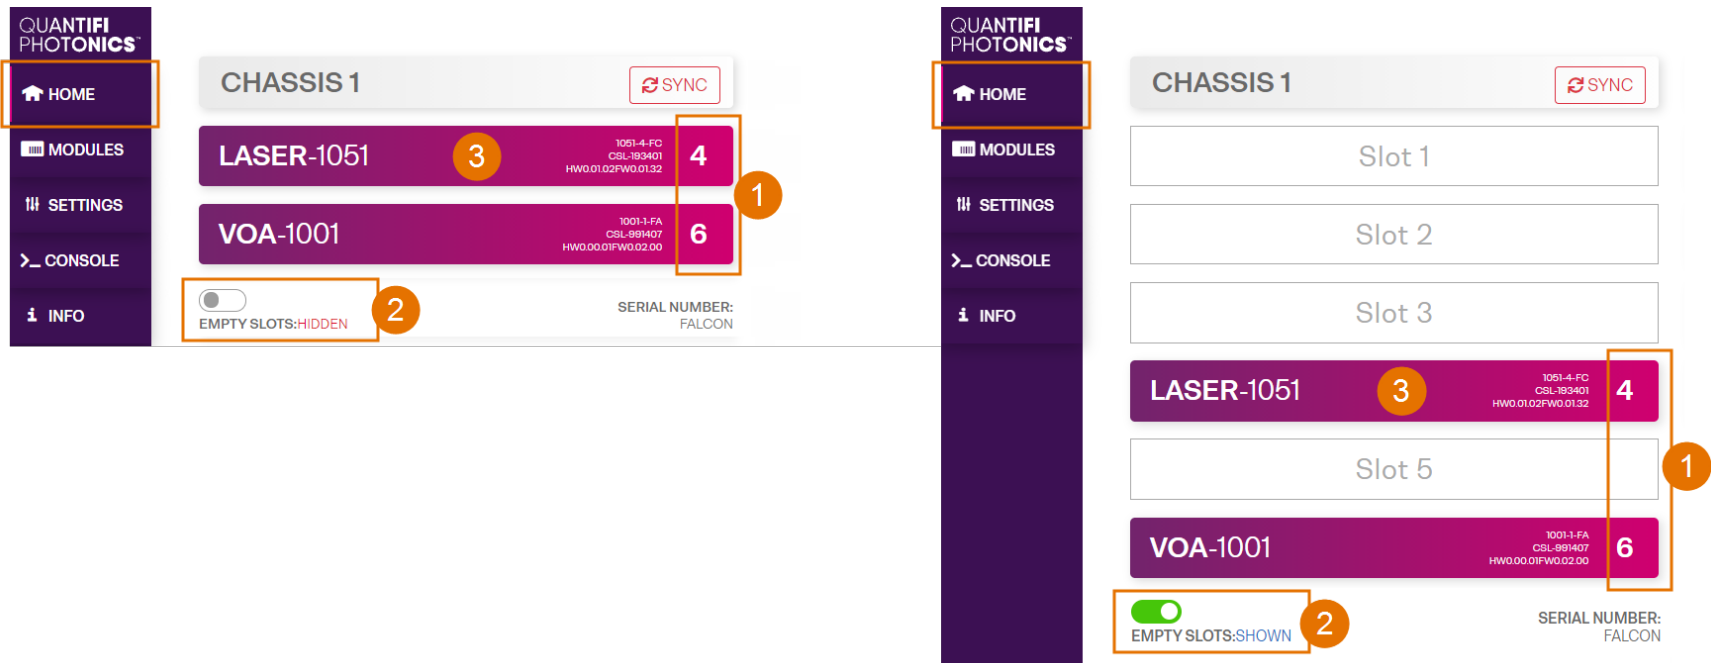 QUANTIFI
PHOTONICS™
HOME
MODULES
SETTINGS
>_ CONSOLE
i INFO
CHASSIS 1
SYNC
LASER-1051
3
1051-4-FC
CSL-193401
HW0.01.02FW0.01.32
4
1
VOA-1001
1001-1-FA
CSL-991407
HW0.00.01FW0.02.00
6
EMPTY SLOTS:HIDDEN
2
SERIAL NUMBER:
FALCON
QUANTIFI
PHOTONICS™
HOME
MODULES
SETTINGS
>_ CONSOLE
i INFO
CHASSIS 1
SYNC
Slot 1
Slot 2
Slot 3
LASER-1051
3
1051-4-FC
CSL-193401
HW0.01.02FW0.01.32
4
Slot 5
1
VOA-1001
1001-1-FA
CSL-991407
HW0.00.01FW0.02.00
6
EMPTY SLOTS:SHOWN
2
SERIAL NUMBER:
FALCON